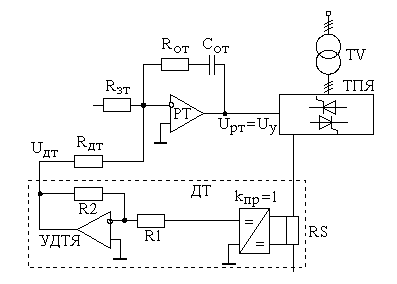 Rот
Cот
TV
ТПЯ
Rзт
РТ
Uрт=Uу
Uдт
Rдт
ДТ
kпр=1
R2
R1
УДТЯ
RS
=
=